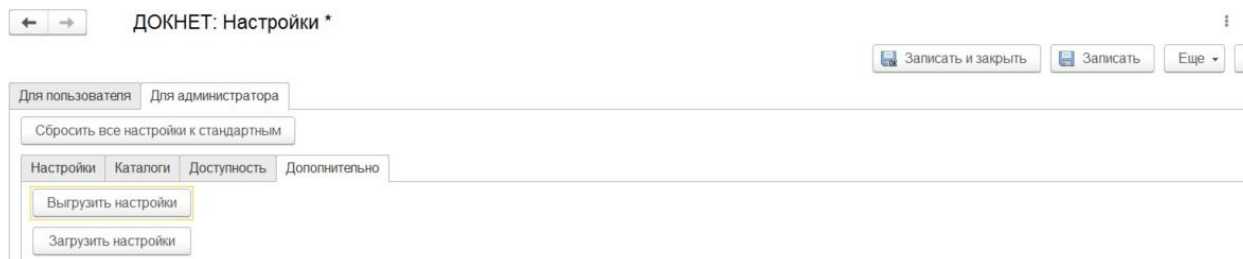 ДОКНЕТ: Настройки *
Записать и закрыть Записать Еще
Для пользователя Для администратора
Сбросить все настройки к стандартным
Настройки Каталоги Доступность Дополнительно
Выгрузить настройки
Загрузить настройки